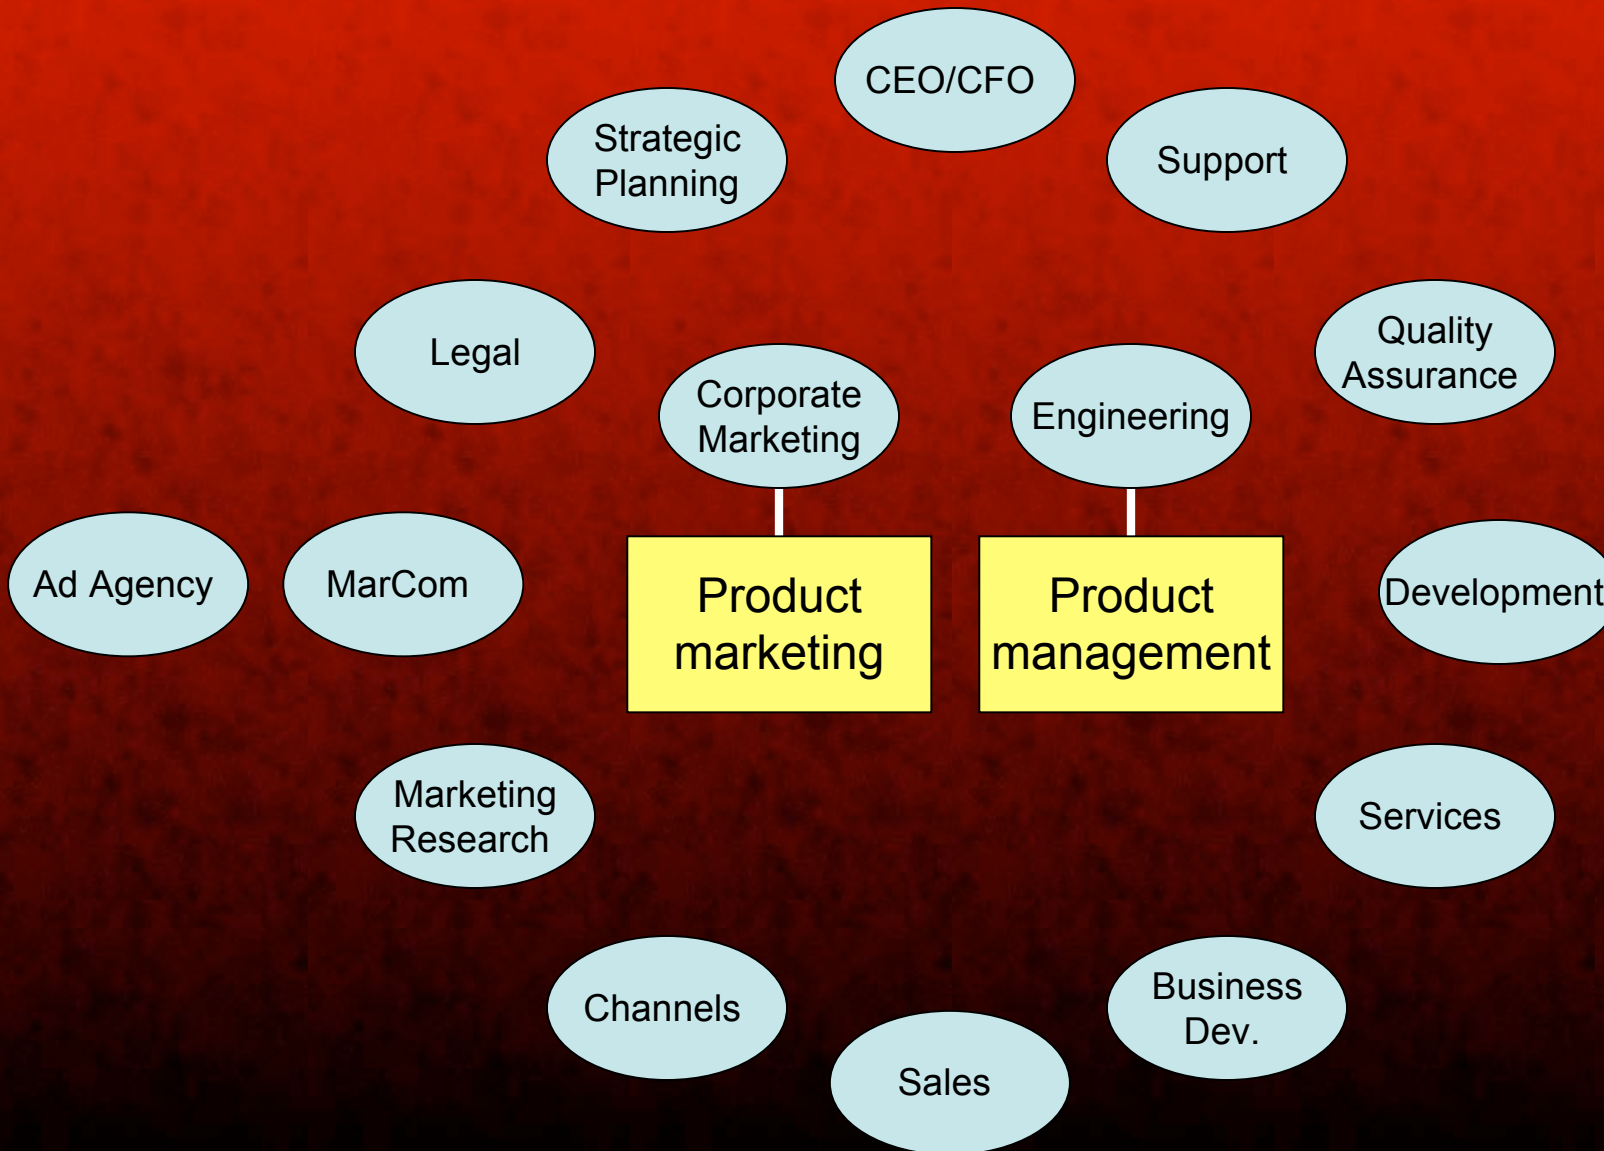 CEO/CFO
Strategic
Planning
Support
Legal
Quality
Assurance
Corporate
Marketing
Engineering
Ad Agency
MarCom
Product
marketing
Product
management
Development
Marketing
Research
Services
Channels
Business
Dev.
Sales